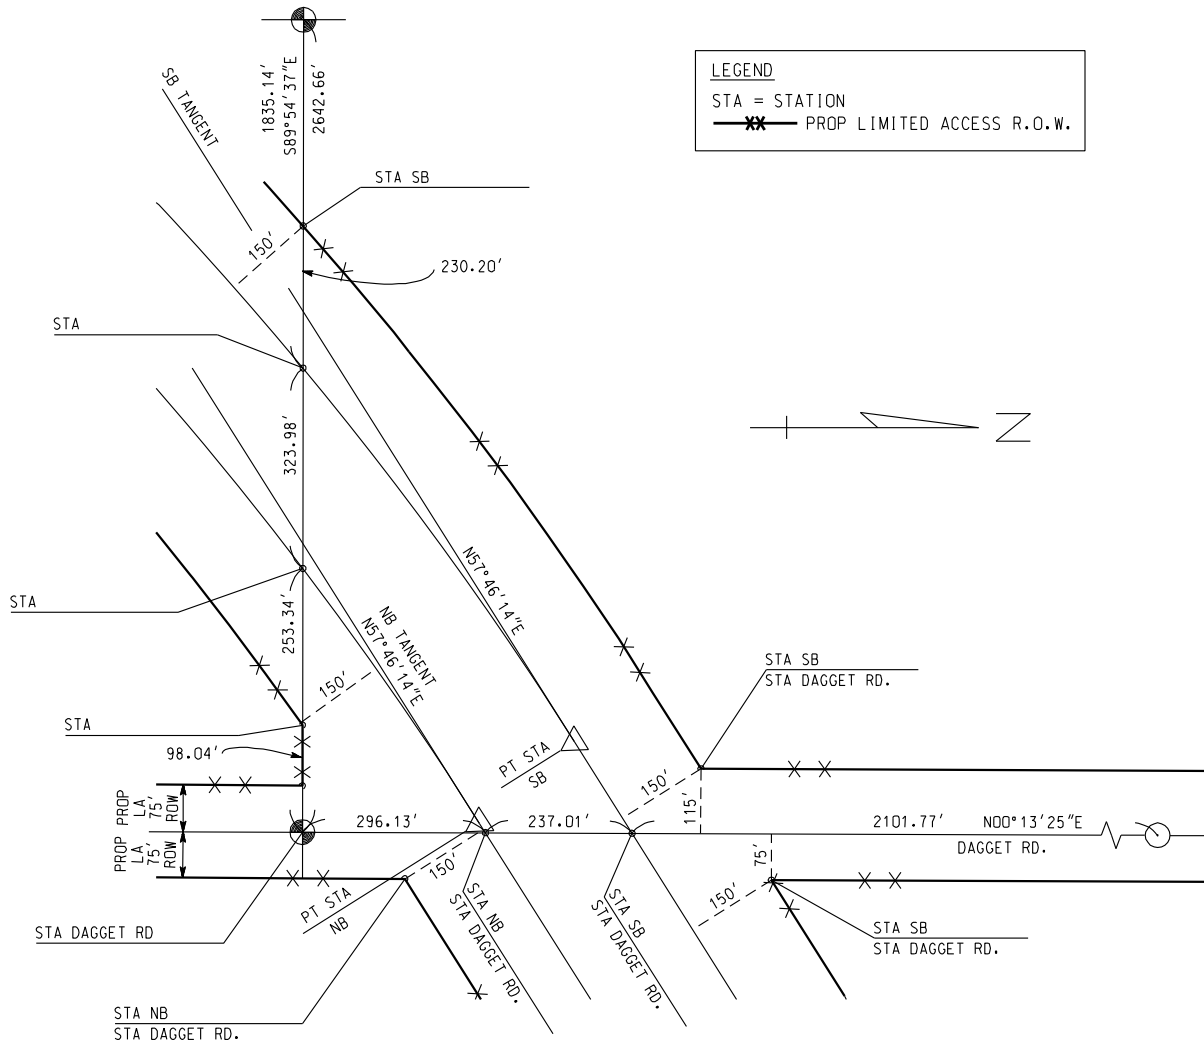 LEGEND
STA = STATION
PROP LIMITED ACCESS R.O.W.
SB TANGENT
1835.14'
S89°54'37"E
2642.66'
STA SB
150'
230.20'
STA
323.98'
N
N57°46'14"E
STA
253.34'
NB TANGENT
N57°46'14"E
150'
STA SB
STA DAGGET RD.
STA
98.04'
PT STA
SB
150'
115'
PROP
LA
75'
ROW
296.13'
237.01'
2101.77' N00°13'25"E
DAGGET RD.
PROP
LA
75'
ROW
150'
75'
150'
PT STA
NB
STA NB
STA DAGGET RD.
STA SB
STA DAGGET RD.
STA SB
STA DAGGET RD.
STA DAGGET RD
STA NB
STA DAGGET RD.